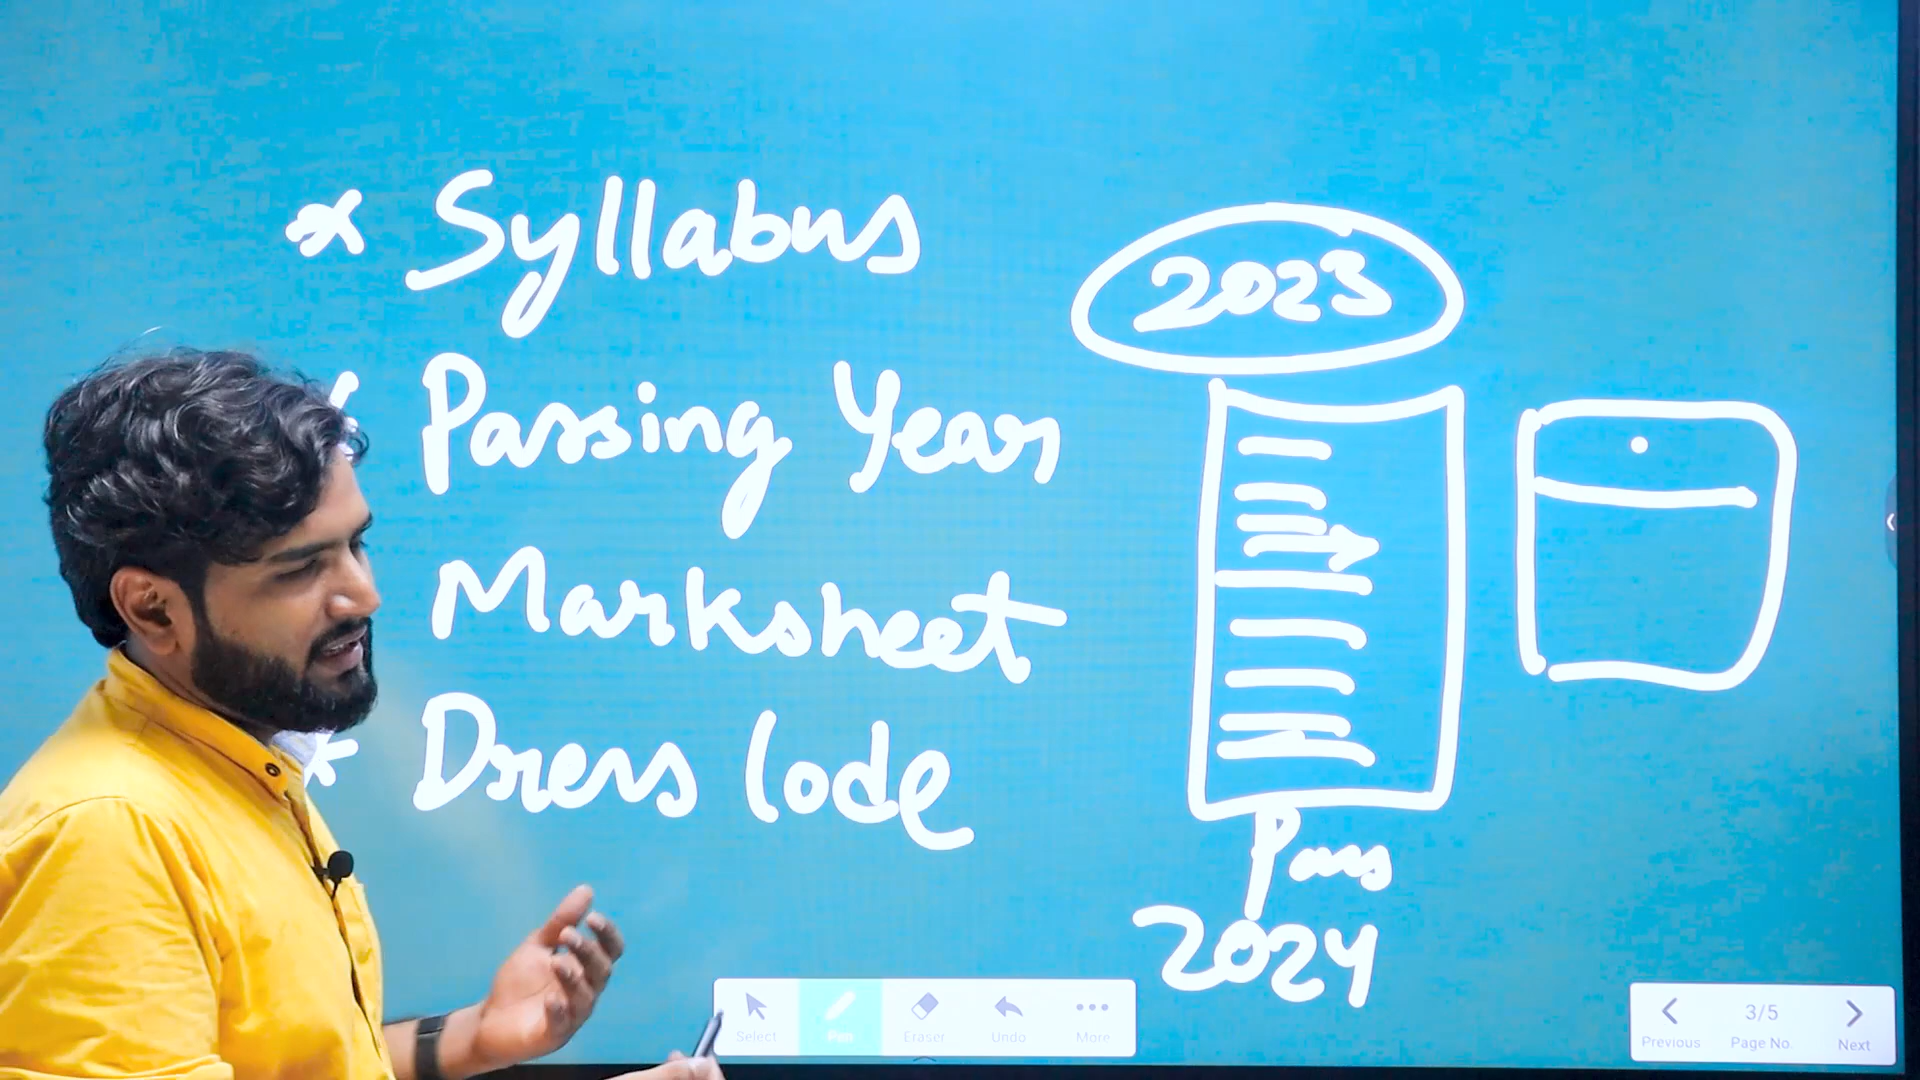 * Syllabus
Passing Year
Marksheet
* Dress Code
2023
Pass
2024
Select
Pen
Eraser
Undo
More
3/5
Previous
Page No.
Next